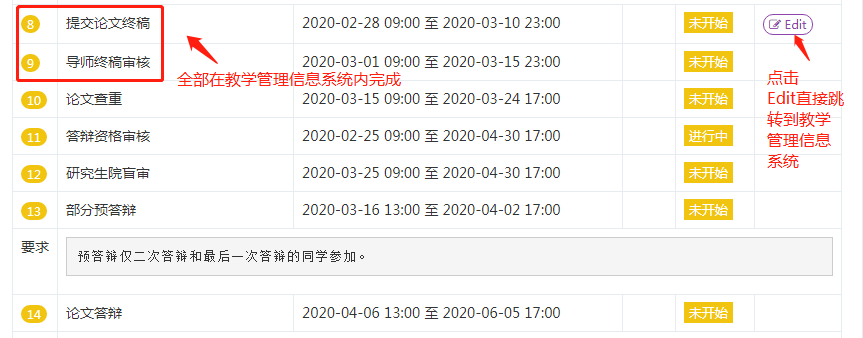 8 提交论文终稿 2020-02-28 09:00 至 2020-03-10 23:00 未开始 Edit
9 导师终稿审核 2020-03-01 09:00 至 2020-03-15 23:00 未开始
全部在教学管理信息系统内完成
点击
Edit直接跳
转到教学
管理信息
系统
10 论文查重 2020-03-15 09:00 至 2020-03-24 17:00 未开始
11 答辩资格审核 2020-02-25 09:00 至 2020-04-30 17:00 进行中
12 研究生院盲审 2020-03-25 09:00 至 2020-04-30 17:00 未开始
13 部分预答辩 2020-03-16 13:00 至 2020-04-02 17:00 未开始
要求 预答辩仅二次答辩和最后一次答辩的同学参加。
14 论文答辩 2020-04-06 13:00 至 2020-06-05 17:00 未开始